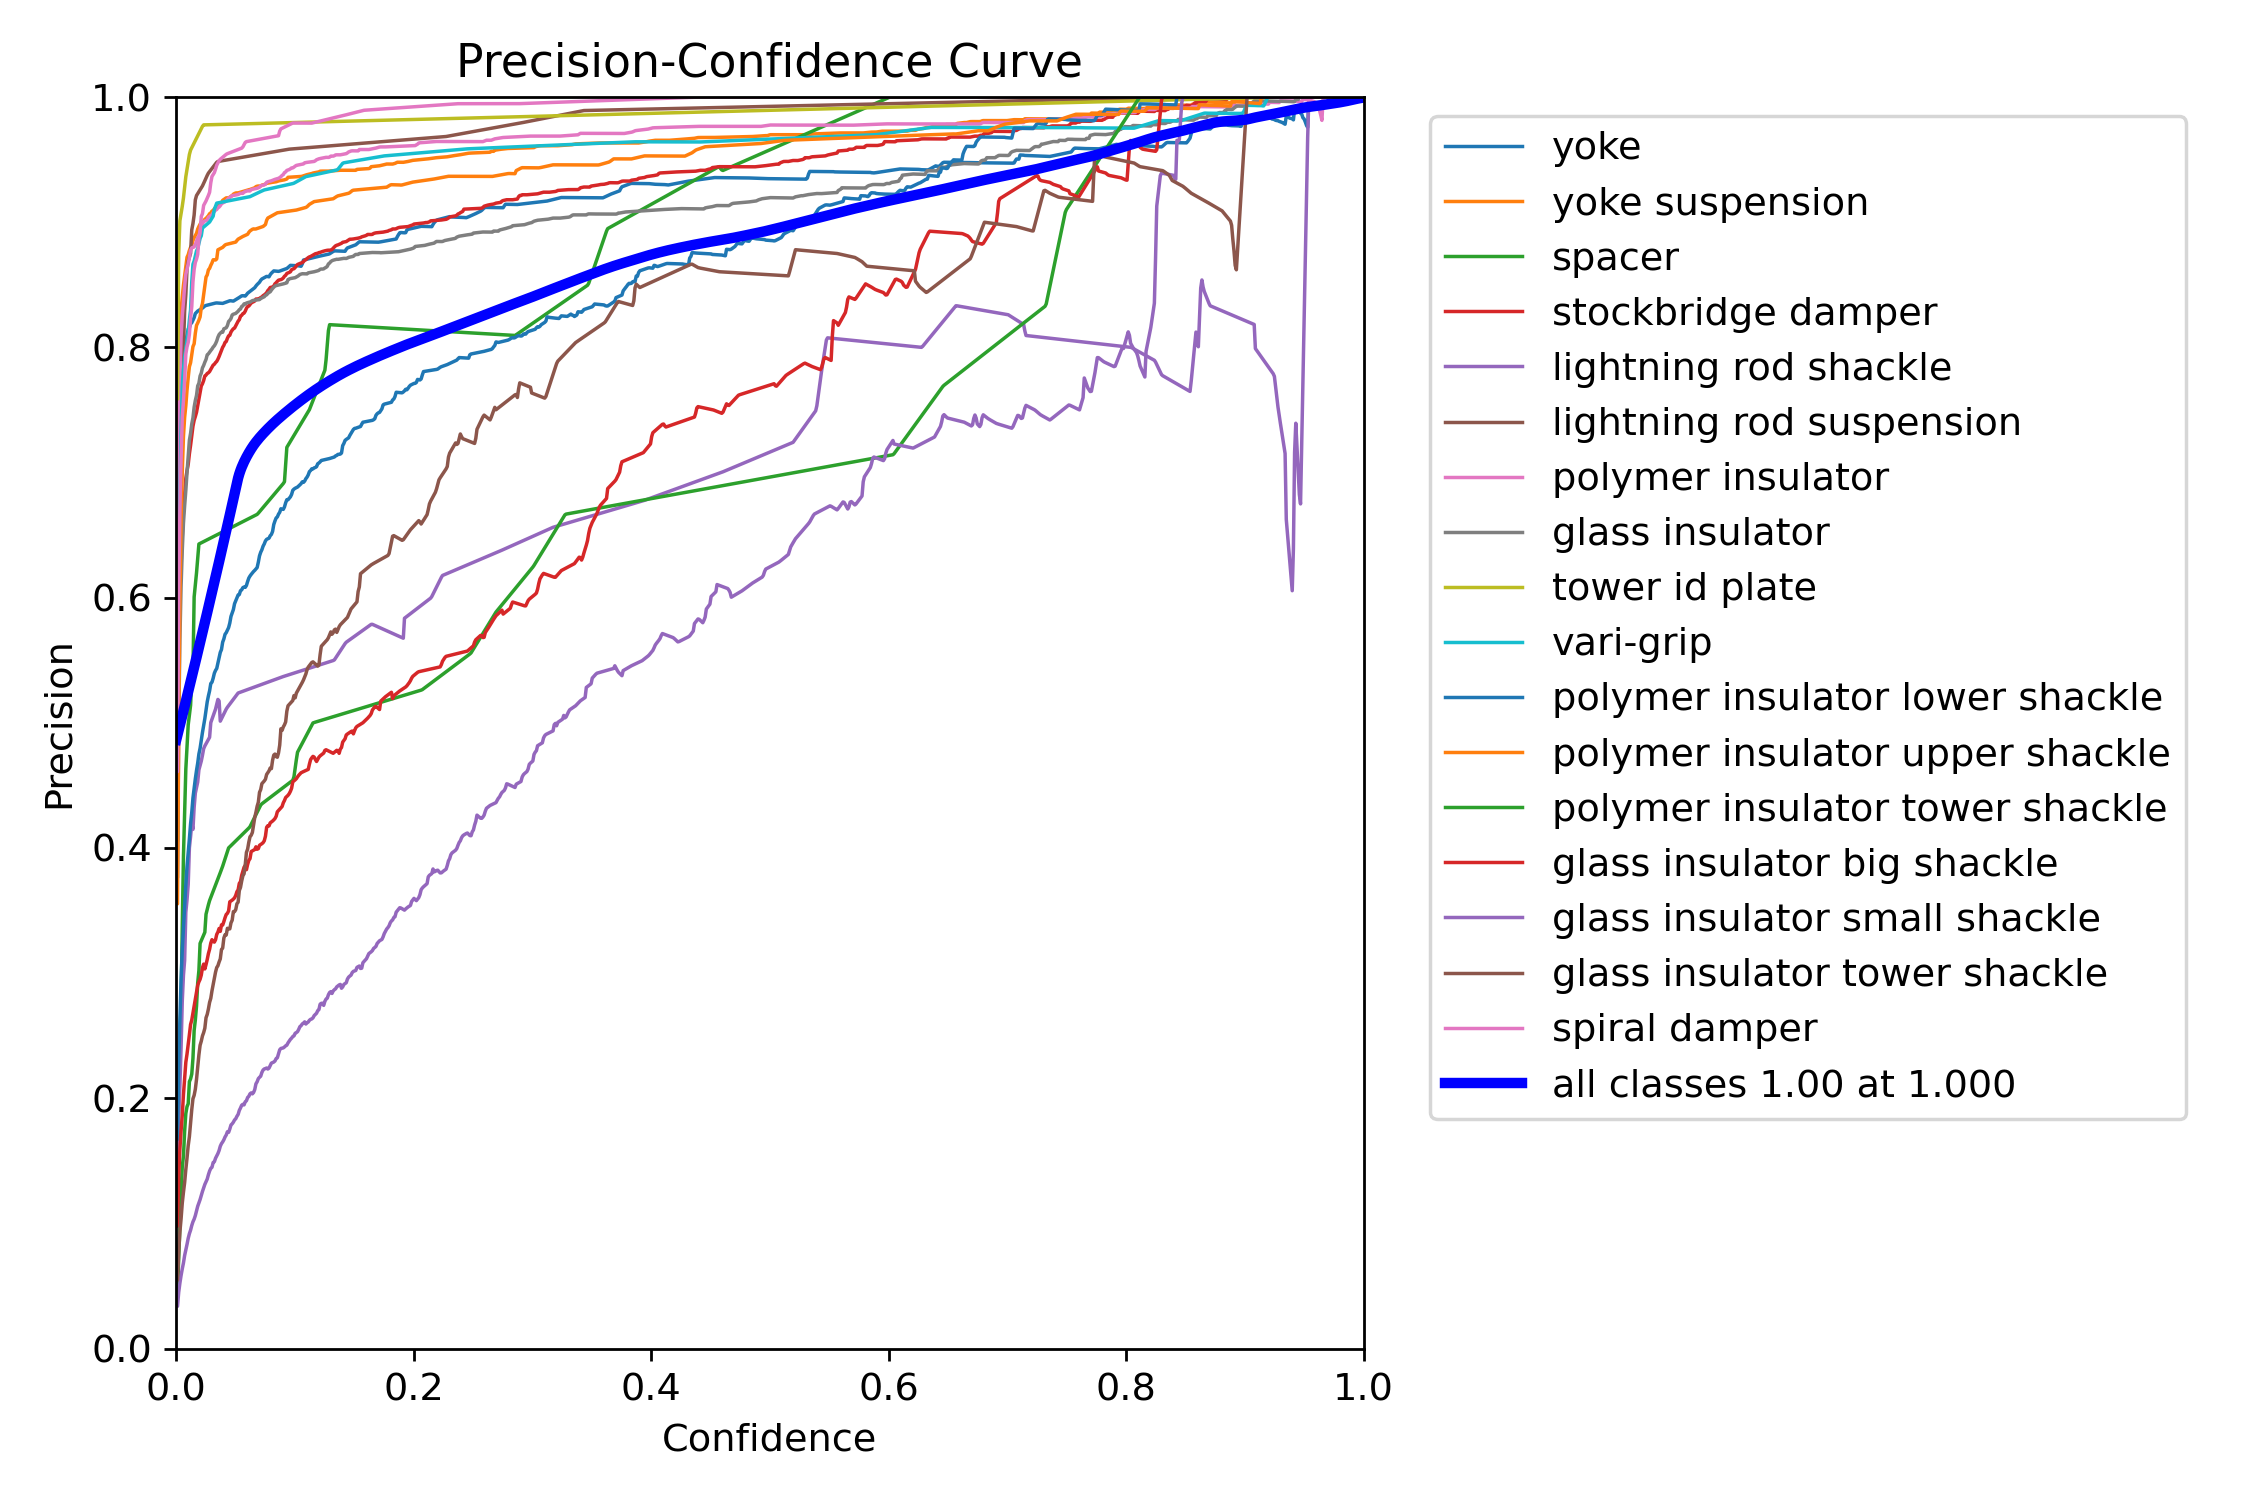 Precision-Confidence Curve
1.0
0.8
0.6
0.4
0.2
0.0
Precision
0.0 0.2 0.4 0.6 0.8 1.0
Confidence
yoke
yoke suspension
spacer
stockbridge damper
lightning rod shackle
lightning rod suspension
polymer insulator
glass insulator
tower id plate
vari-grip
polymer insulator lower shackle
polymer insulator upper shackle
polymer insulator tower shackle
glass insulator big shackle
glass insulator small shackle
glass insulator tower shackle
spiral damper
all classes 1.00 at 1.000